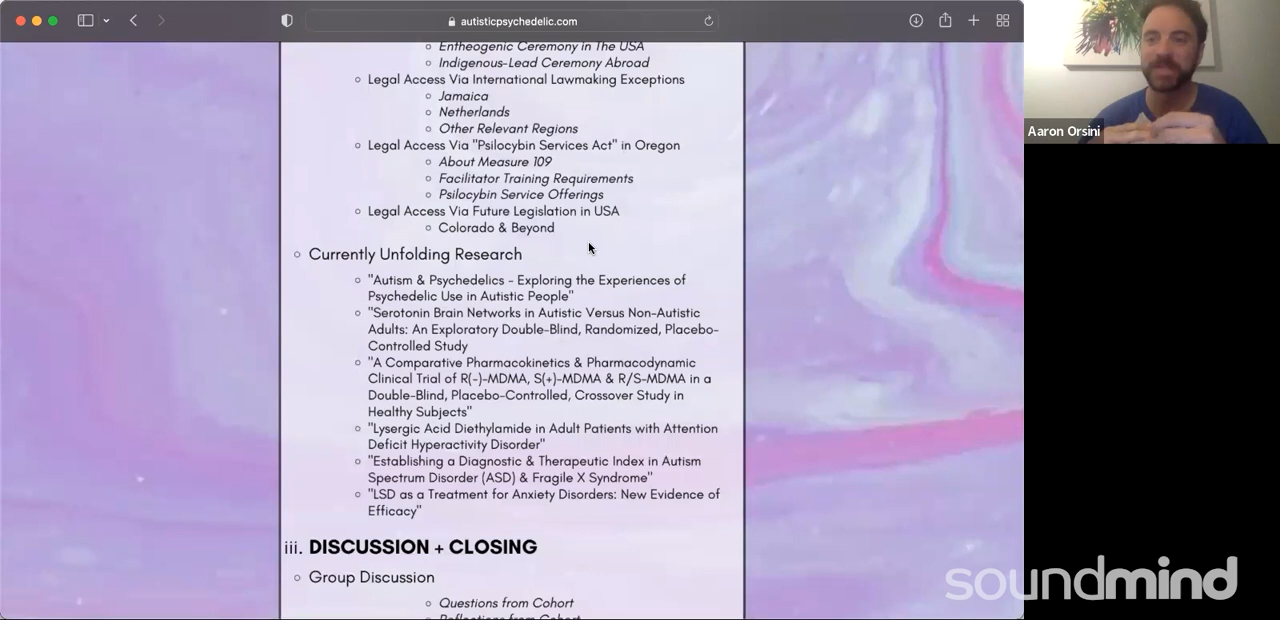 autisticpsychedelic.com
Entheogenic Ceremony in The USA
Indigenous-Lead Ceremony Abroad
Legal Access Via International Lawmaking Exceptions
Jamaica
Netherlands
Other Relevant Regions
Legal Access Via "Psilocybin Services Act" in Oregon
About Measure 109
Facilitator Training Requirements
Psilocybin Service Offerings
Legal Access Via Future Legislation in USA
Colorado & Beyond
Currently Unfolding Research
"Autism & Psychedelics - Exploring the Experiences of
Psychedelic Use in Autistic People"
"Serotonin Brain Networks in Autistic Versus Non-Autistic
Adults: An Exploratory Double-Blind, Randomized, Placebo-
Controlled Study
"A Comparative Pharmacokinetics & Pharmacodynamic
Clinical Trial of R(-)-MDMA, S(+)-MDMA & R/S-MDMA in a
Double-Blind, Placebo-Controlled, Crossover Study in
Healthy Subjects"
"Lysergic Acid Diethylamide in Adult Patients with Attention
Deficit Hyperactivity Disorder"
"Establishing a Diagnostic & Therapeutic Index in Autism
Spectrum Disorder (ASD) & Fragile X Syndrome"
"LSD as a Treatment for Anxiety Disorders: New Evidence of
Efficacy"
iii. DISCUSSION + CLOSING
Group Discussion
Questions from Cohort
Reflections from Cohort
Aaron Orsini
soundmind